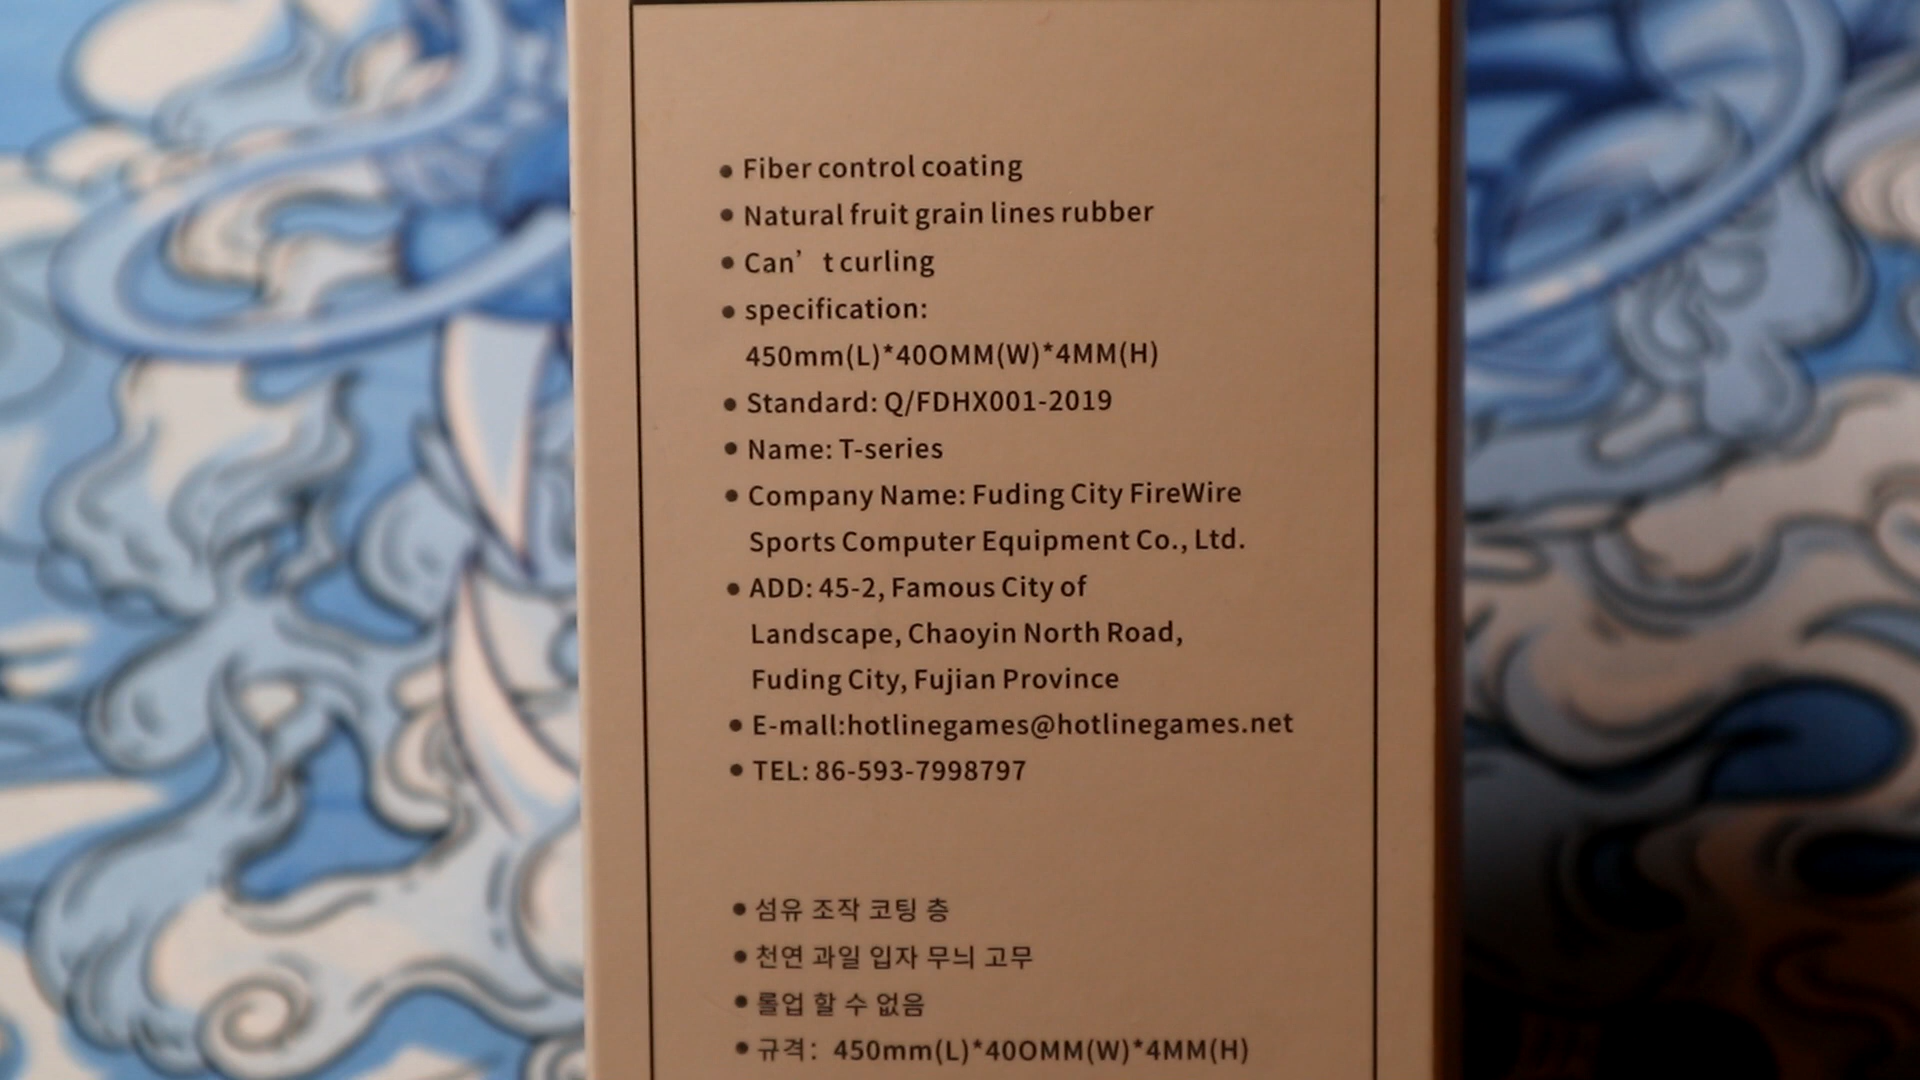 • Fiber control coating
• Natural fruit grain lines rubber
• Can’ t curling
• specification:
450mm(L)*40OMM(W)*4MM(H)
• Standard: Q/FDHX001-2019
• Name: T-series
• Company Name: Fuding City FireWire
Sports Computer Equipment Co., Ltd.
• ADD: 45-2, Famous City of
Landscape, Chaoyin North Road,
Fuding City, Fujian Province
• E-mall:hotlinegames@hotlinegames.net
• TEL: 86-593-7998797
• 섬유 조작 코팅 층
• 천연 과일 입자 무늬 고무
• 롤업 할 수 없음
• 규격: 450mm(L)*40OMM(W)*4MM(H)